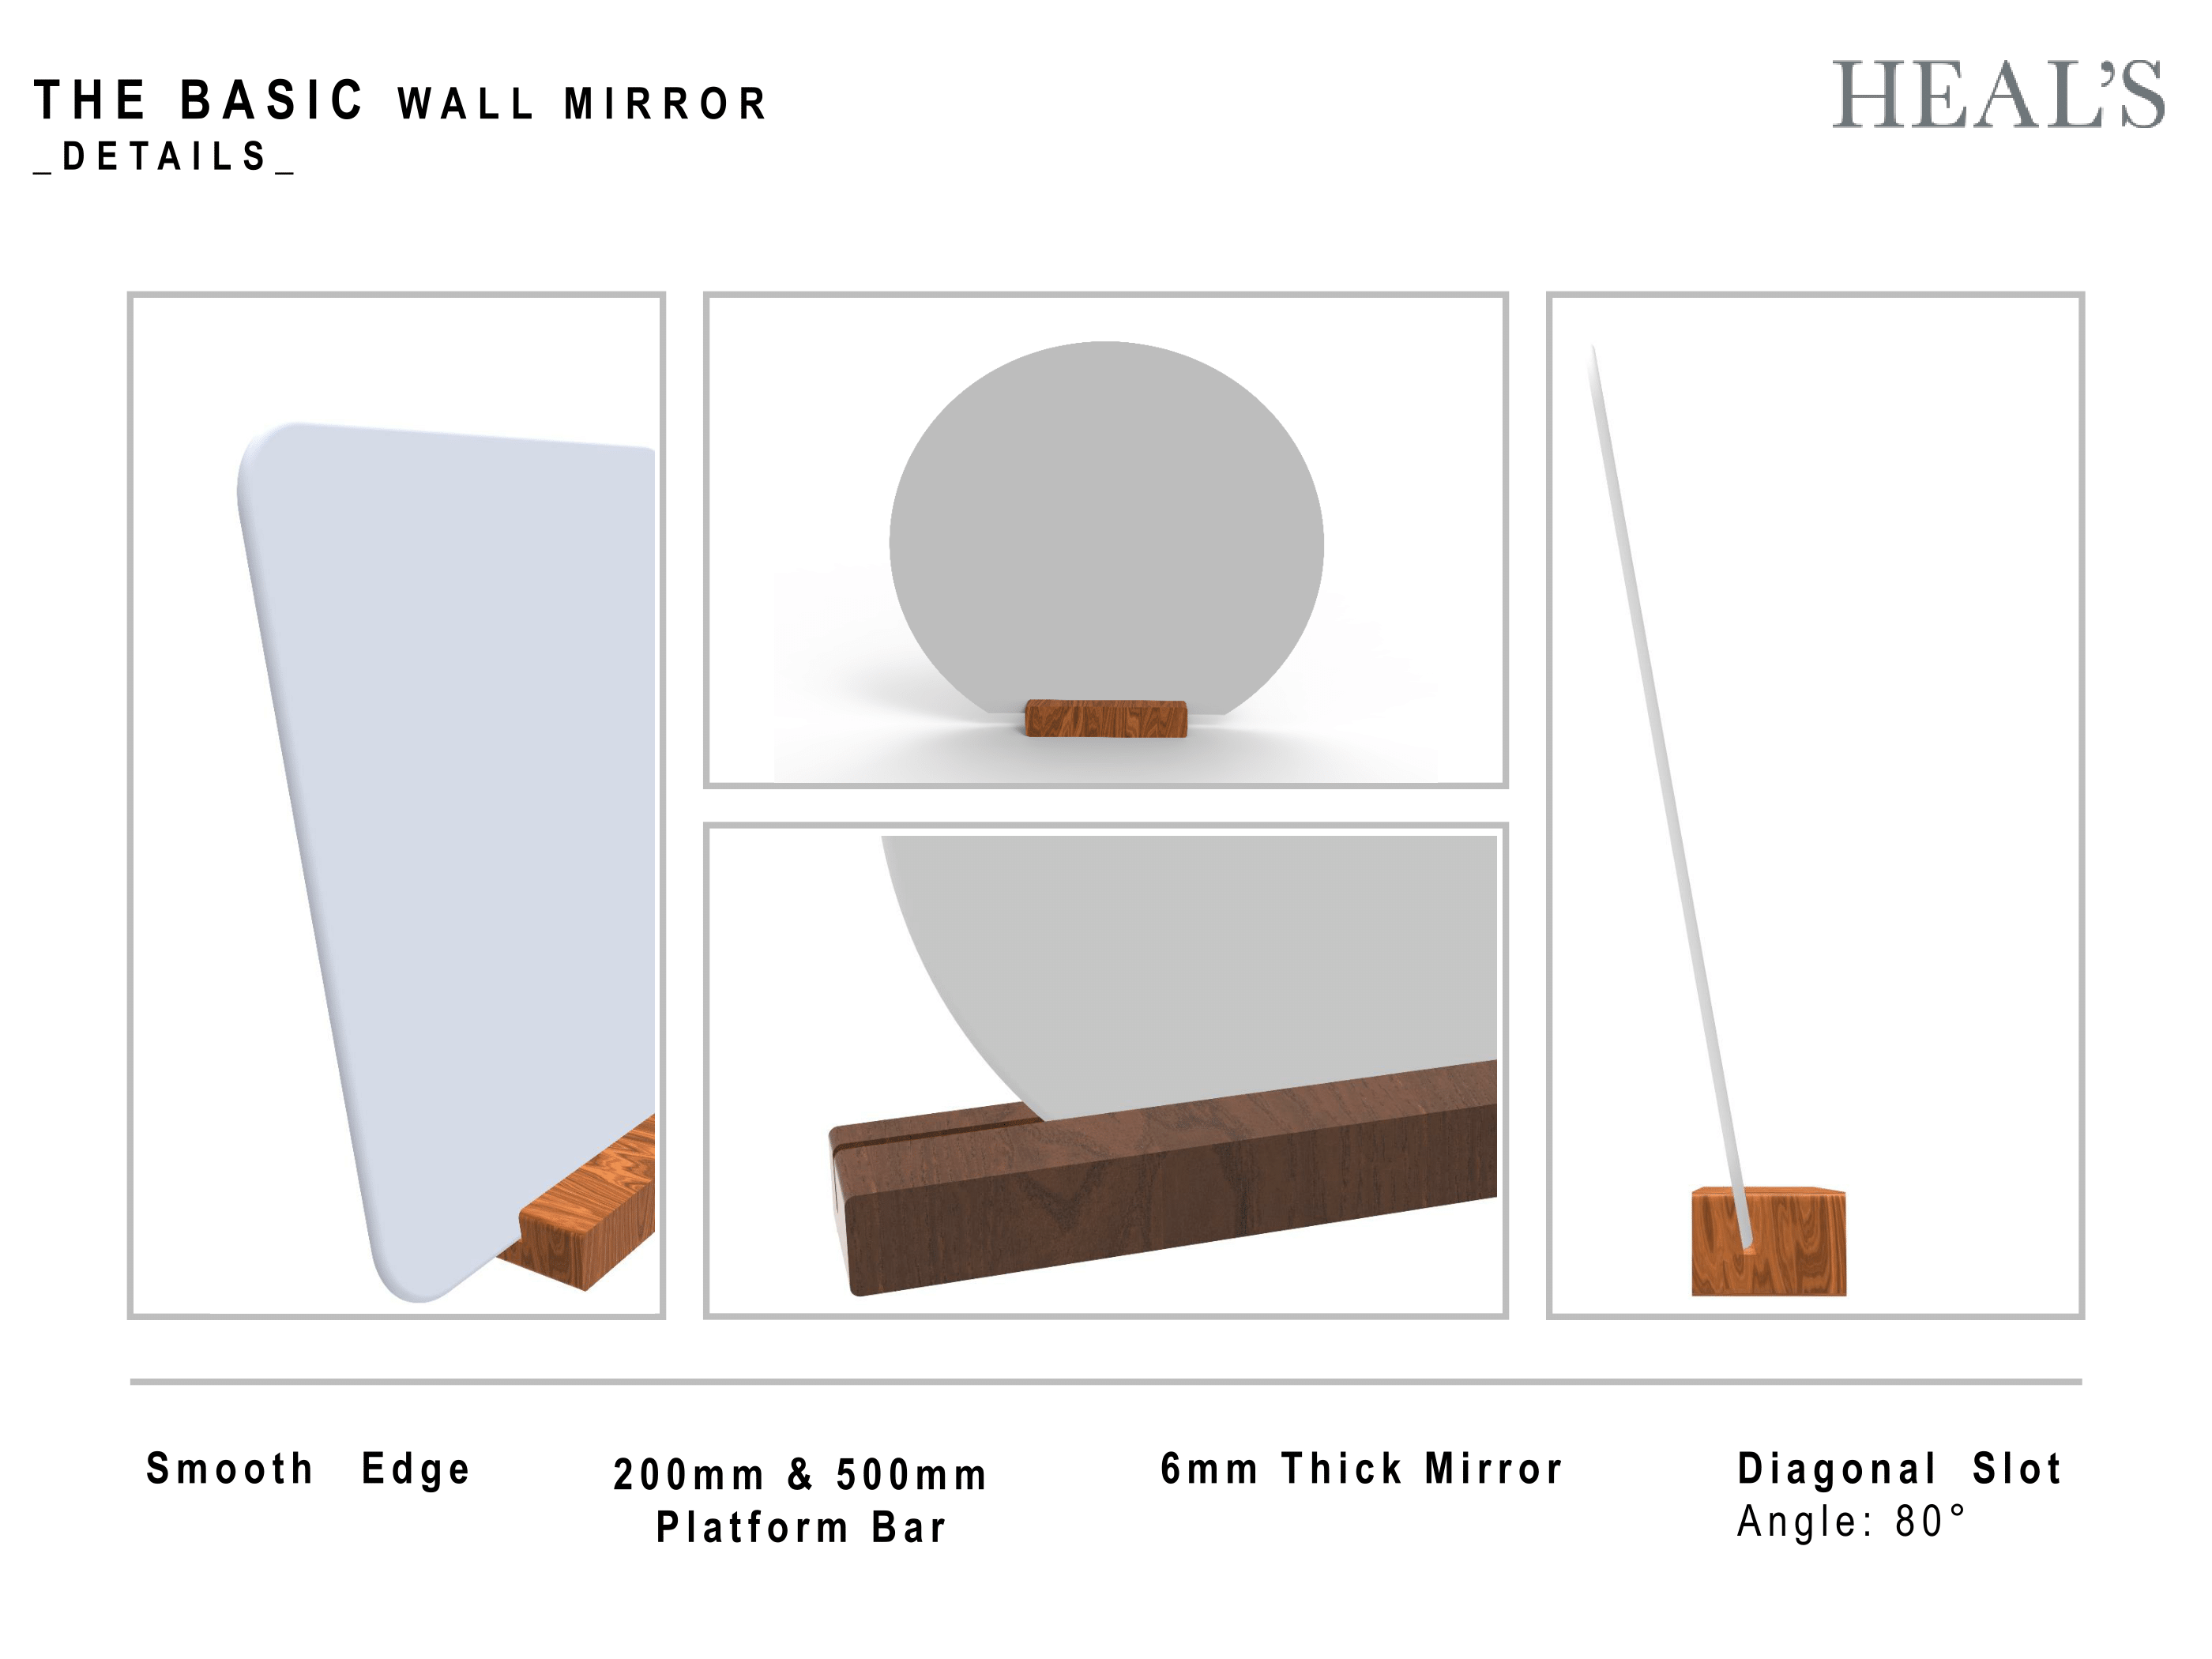 THE BASIC WALL MIRROR
_DETAILS_
HEAL'S
Smooth Edge
200mm & 500mm
Platform Bar
6mm Thick Mirror
Diagonal Slot
Angle: 80°